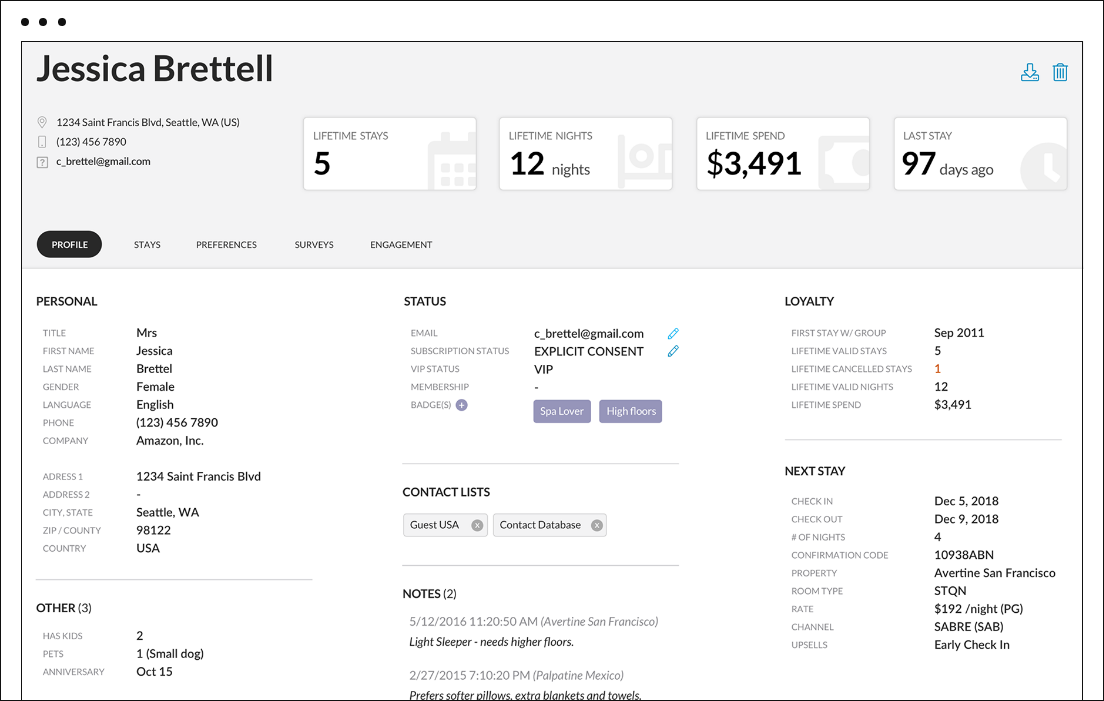 Jessica Brettell
1234 Saint Francis Blvd, Seattle, WA (US)
(123) 456 7890
c_brettel@gmail.com
LIFETIME STAYS
5
LIFETIME NIGHTS
12 nights
LIFETIME SPEND
$3,491
LAST STAY
97 days ago
PROFILE
STAYS
PREFERENCES
SURVEYS
ENGAGEMENT
PERSONAL
TITLE Mrs
FIRST NAME Jessica
LAST NAME Brettel
GENDER Female
LANGUAGE English
PHONE (123) 456 7890
COMPANY Amazon, Inc.
ADRESS 1 1234 Saint Francis Blvd
ADDRESS 2 -
CITY, STATE Seattle, WA
ZIP / COUNTY 98122
COUNTRY USA
OTHER (3)
HAS KIDS 2
PETS 1 (Small dog)
ANNIVERSARY Oct 15
STATUS
EMAIL c_brettel@gmail.com
SUBSCRIPTION STATUS EXPLICIT CONSENT
VIP STATUS VIP
MEMBERSHIP -
BADGE(S) + Spa Lover High floors
CONTACT LISTS
Guest USA x Contact Database x
NOTES (2)
5/12/2016 11:20:50 AM (Avertine San Francisco)
Light Sleeper - needs higher floors.
2/27/2015 7:10:20 PM (Palpatine Mexico)
Prefers softer pillows, extra blankets and towels.
LOYALTY
FIRST STAY W/ GROUP Sep 2011
LIFETIME VALID STAYS 5
LIFETIME CANCELLED STAYS 1
LIFETIME VALID NIGHTS 12
LIFETIME SPEND $3,491
NEXT STAY
CHECK IN Dec 5, 2018
CHECK OUT Dec 9, 2018
# OF NIGHTS 4
CONFIRMATION CODE 10938ABN
PROPERTY Avertine San Francisco
ROOM TYPE STQN
RATE $192 /night (PG)
CHANNEL SABRE (SAB)
UPSELLS Early Check In